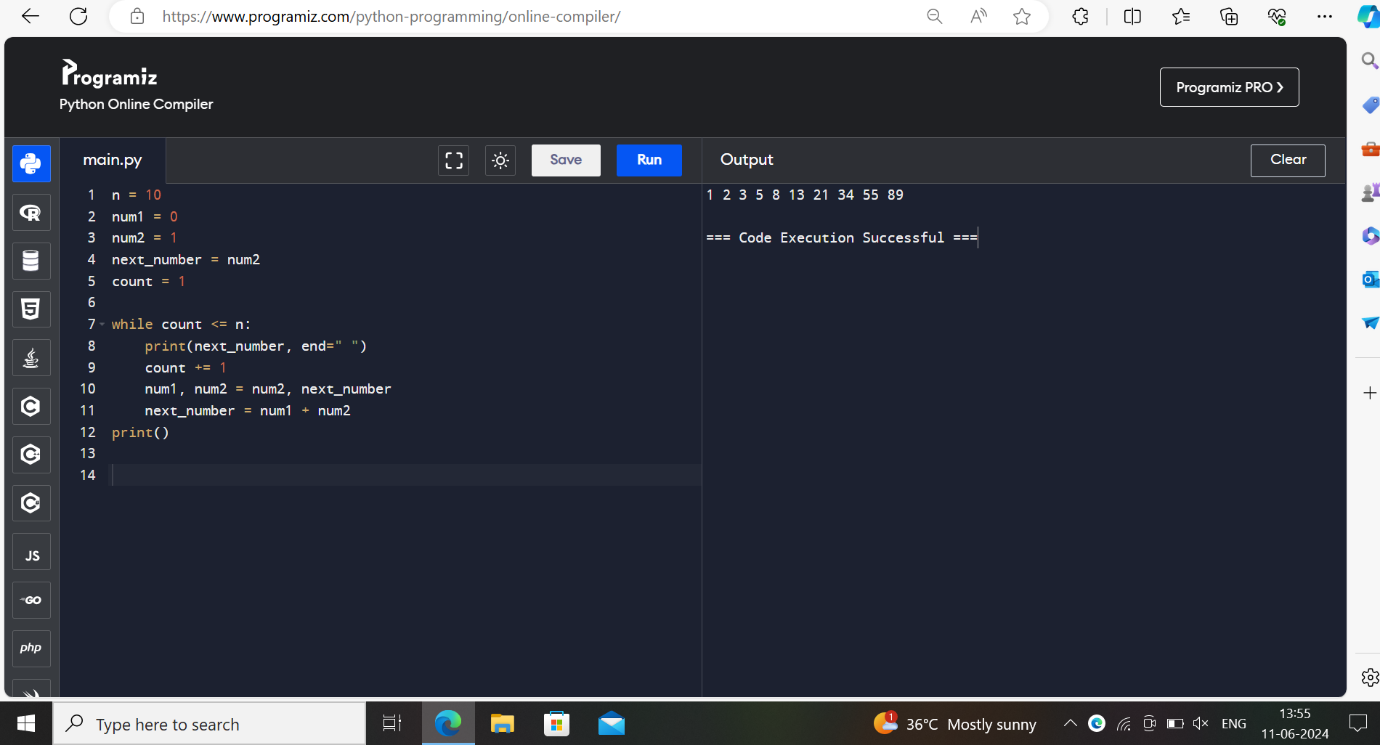 https://www.programiz.com/python-programming/online-compiler/
Programiz
Python Online Compiler
Programiz PRO ❯
main.py
Save
Run
Output
Clear
1 n = 10
2 num1 = 0
3 num2 = 1
4 next_number = num2
5 count = 1
6
7 while count <= n:
8     print(next_number, end=" ")
9     count += 1
10     num1, num2 = num2, next_number
11     next_number = num1 + num2
12 print()
13
14
1 2 3 5 8 13 21 34 55 89
=== Code Execution Successful ===
JS
GO
php
Type here to search
1
36°C Mostly sunny
ENG
13:55
11-06-2024